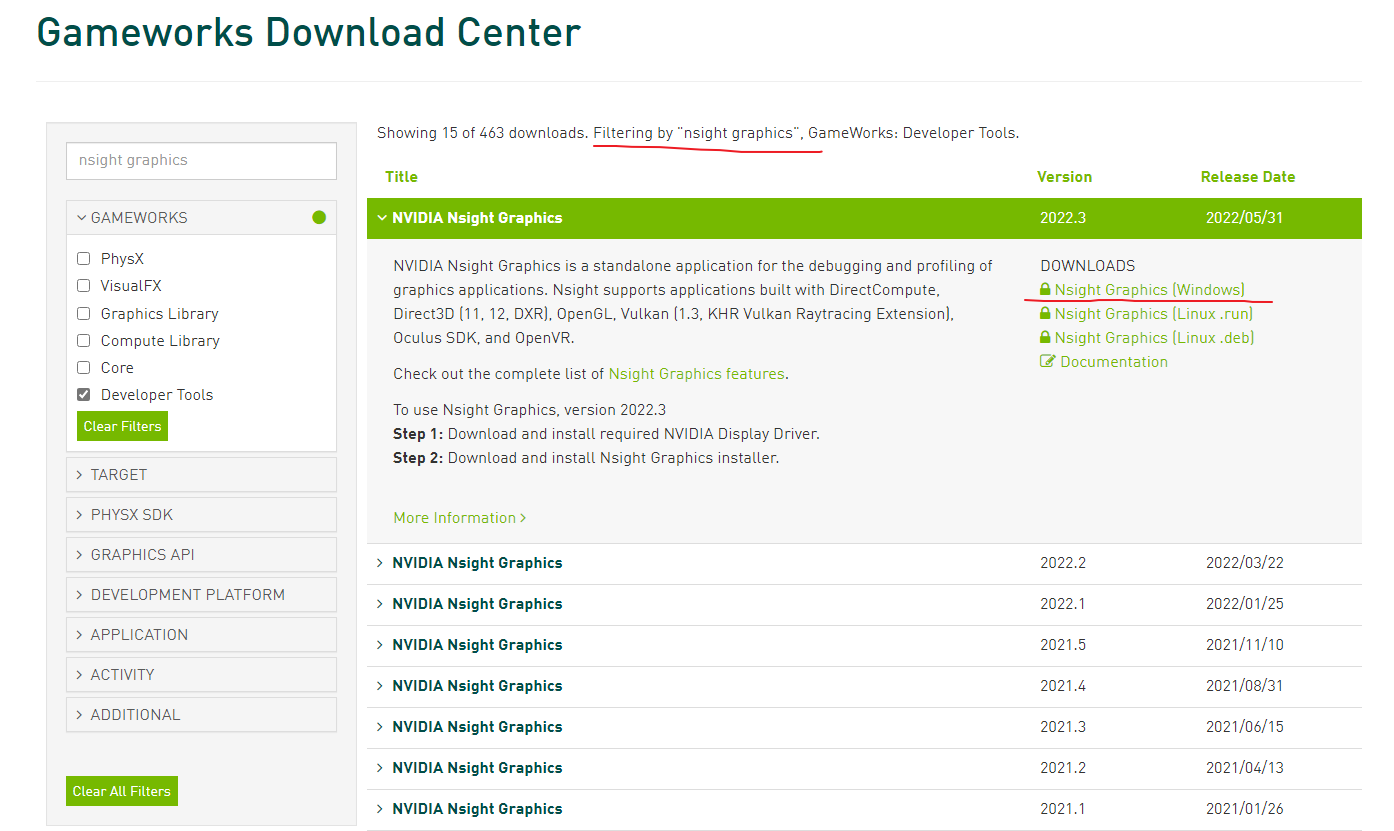 Gameworks Download Center
nsight graphics
GAMEWORKS
PhysX
VisualFX
Graphics Library
Compute Library
Core
Developer Tools
Clear Filters
TARGET
PHYSX SDK
GRAPHICS API
DEVELOPMENT PLATFORM
APPLICATION
ACTIVITY
ADDITIONAL
Clear All Filters
Showing 15 of 463 downloads. Filtering by "nsight graphics", GameWorks: Developer Tools.
Title Version Release Date
NVIDIA Nsight Graphics 2022.3 2022/05/31
NVIDIA Nsight Graphics is a standalone application for the debugging and profiling of
graphics applications. Nsight supports applications built with DirectCompute,
Direct3D (11, 12, DXR), OpenGL, Vulkan (1.3, KHR Vulkan Raytracing Extension),
Oculus SDK, and OpenVR.
Check out the complete list of Nsight Graphics features.
To use Nsight Graphics, version 2022.3
Step 1: Download and install required NVIDIA Display Driver.
Step 2: Download and install Nsight Graphics installer.
More Information
DOWNLOADS
Nsight Graphics (Windows)
Nsight Graphics (Linux .run)
Nsight Graphics (Linux .deb)
Documentation
NVIDIA Nsight Graphics 2022.2 2022/03/22
NVIDIA Nsight Graphics 2022.1 2022/01/25
NVIDIA Nsight Graphics 2021.5 2021/11/10
NVIDIA Nsight Graphics 2021.4 2021/08/31
NVIDIA Nsight Graphics 2021.3 2021/06/15
NVIDIA Nsight Graphics 2021.2 2021/04/13
NVIDIA Nsight Graphics 2021.1 2021/01/26